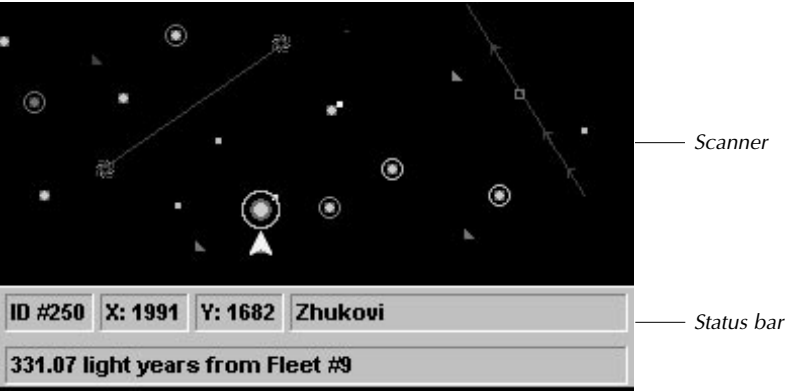 Scanner
ID #250 X: 1991 Y: 1682 Zhukovi
Status bar
331.07 light years from Fleet #9